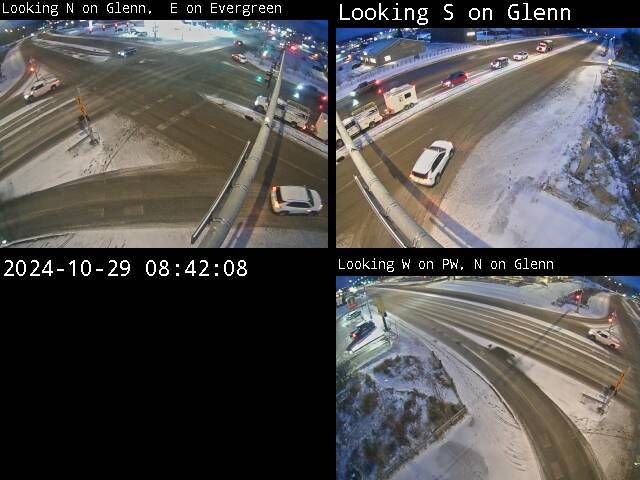 Looking N on Glenn,  E on Evergreen
Looking S on Glenn
2024-10-29 08:42:08
Looking W on PW, N on Glenn